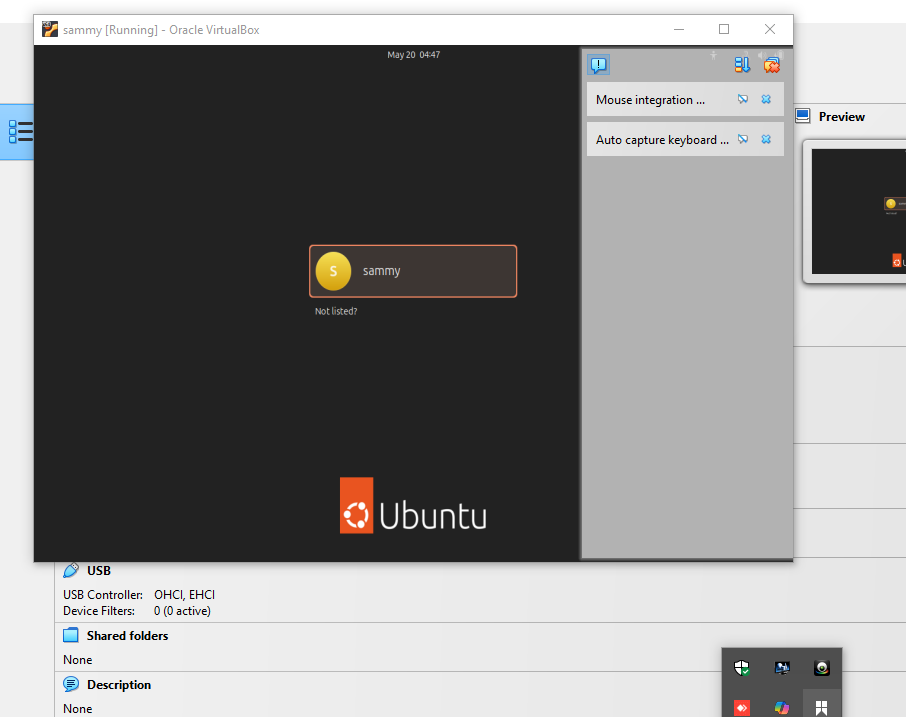 sammy [Running] - Oracle VirtualBox
May 20 04:47
Mouse integration ...
Auto capture keyboard ...
Preview
S
sammy
Not listed?
Ubuntu
USB
USB Controller: OHCI, EHCI
Device Filters: 0 (0 active)
Shared folders
None
Description
None